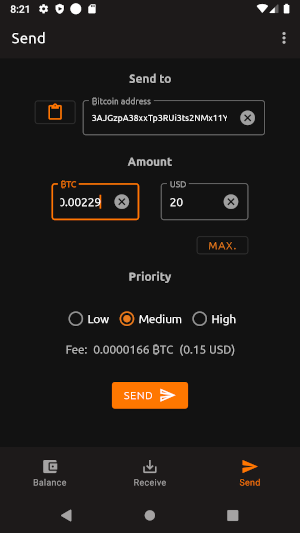 8:21
Send
Send to
₿itcoin address
3AJGzpA38xxTp3RUi3ts2NMx11Y
Amount
₿TC
USD
0.00229
20
MAX.
Priority
Low
Medium
High
Fee: 0.0000166 ₿TC (0.15 USD)
SEND
Balance
Receive
Send